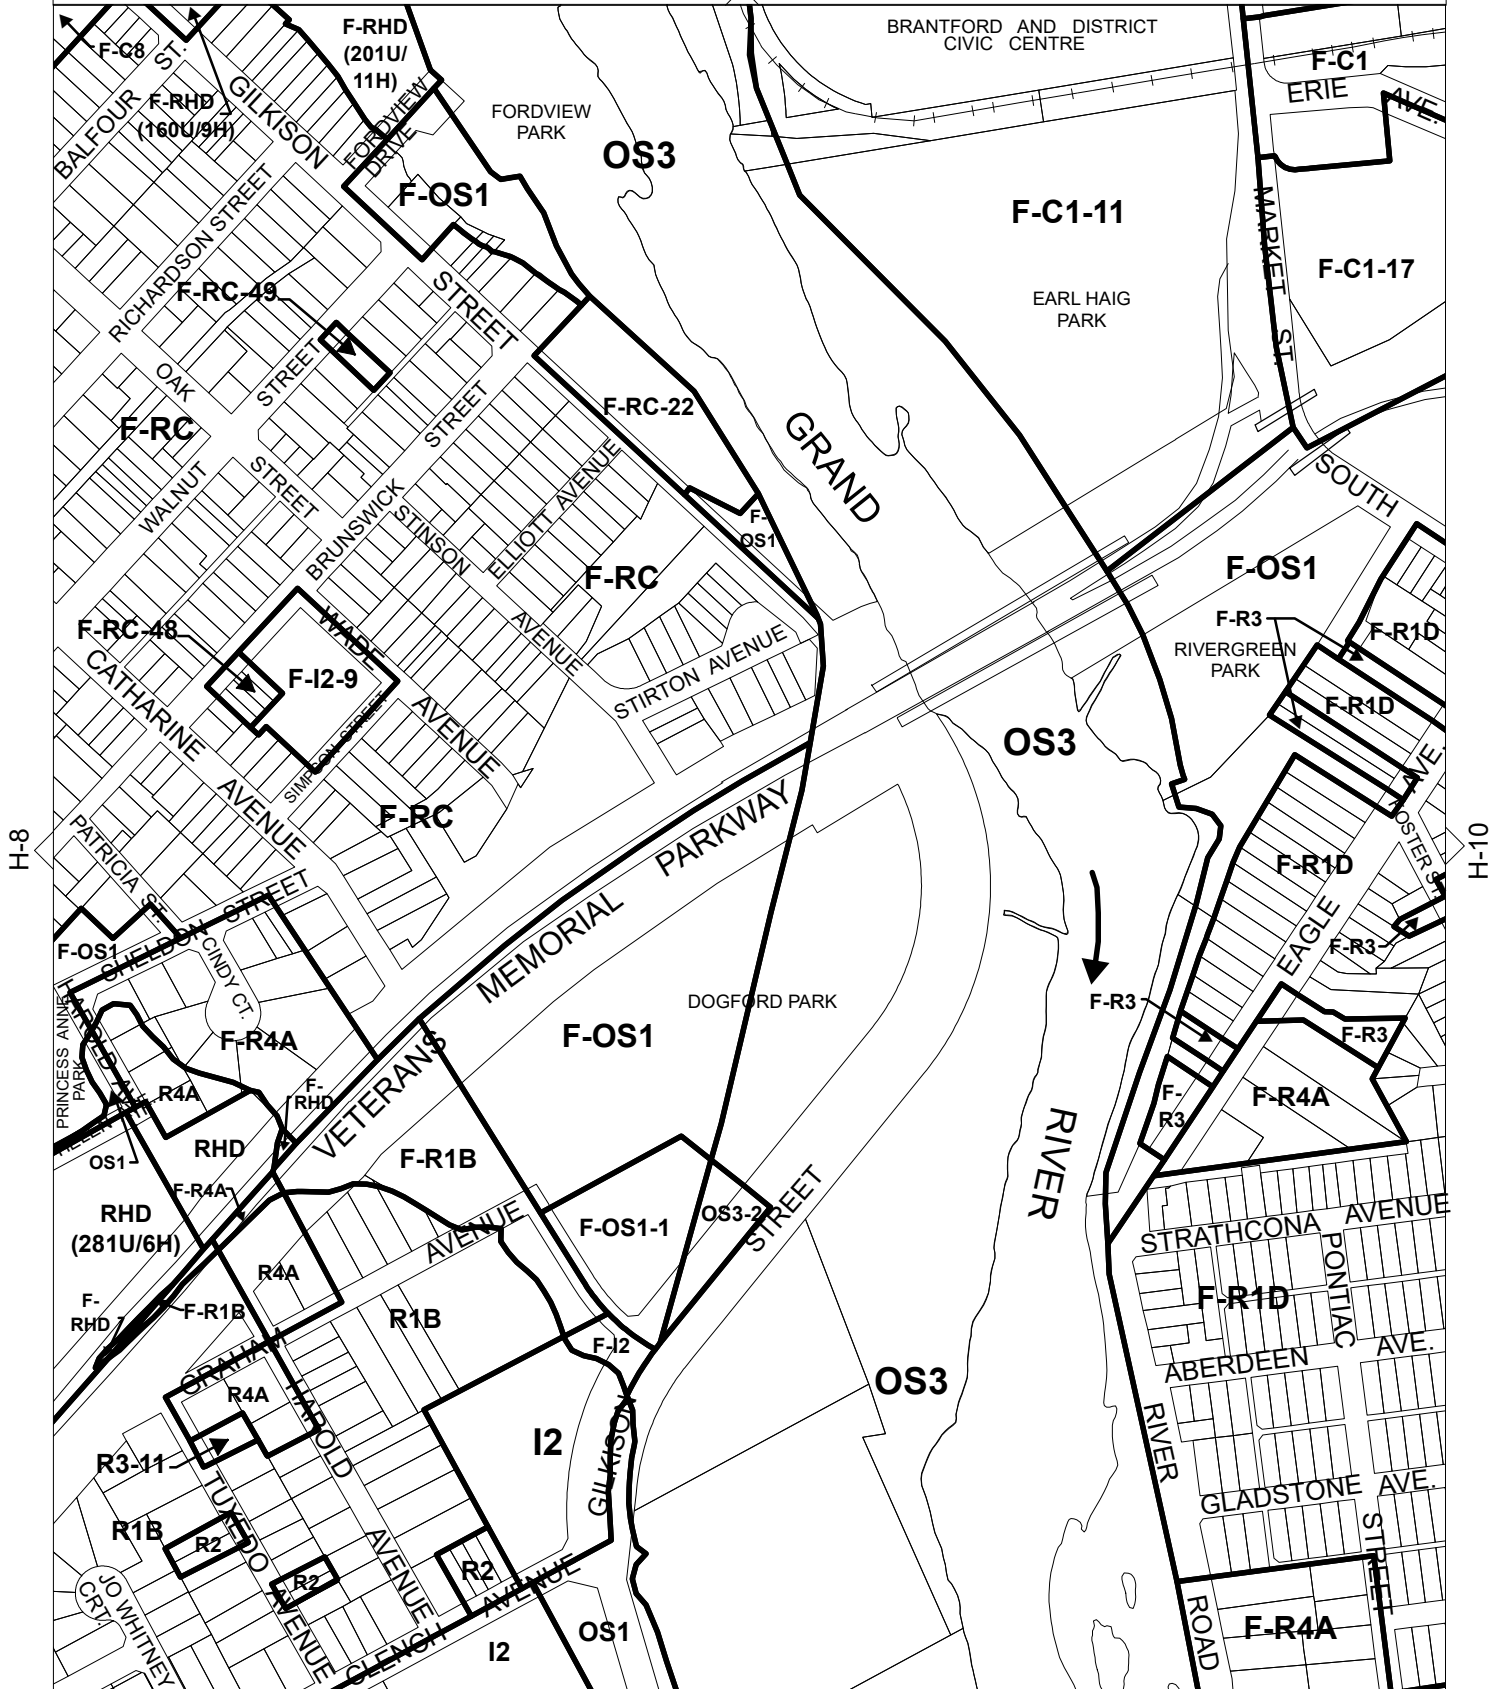 BRANTFORD AND DISTRICT
CIVIC CENTRE
F-C8
F-RHD
(201U/
11H)
F-C1
ERIE
AVE.
BALFOUR
ST.
GILKISON
F-RHD
(160U/9H)
FORDVIEW
DRIVE
FORDVIEW
PARK
OS3
F-OS1
F-C1-11
MARKET
ST.
F-C1-17
RICHARDSON STREET
F-RC-49
STREET
EARL HAIG
PARK
OAK
STREET
STREET
F-RC
F-RC-22
GRAND
WALNUT
STREET
BRUNSWICK
STINSON
ELLIOTT AVENUE
F-
OS1
SOUTH
F-RC
F-OS1
F-RC-48
WADE
AVENUE
F-R3
F-R1D
RIVERGREEN
PARK
CATHARINE
F-I2-9
AVENUE
STIRTON AVENUE
F-R1D
SIMPSON STREET
OS3
AVENUE
F-RC
AVE.
PATRICIA ST.
PARKWAY
H-8
H-10
FOSTER ST.
F-R1D
MEMORIAL
SHELDON STREET
CINDY CT.
F-OS1
EAGLE
F-R3
PRINCESS ANNE
PARK
HAROLD AVE.
F-R4A
DOGFORD PARK
F-OS1
F-R3
F-R3
R4A
F-
RHD
VETERANS
F-
R3
F-R4A
HELEN AVE.
OS1
RHD
F-R1B
RIVER
F-R4A
RHD
(281U/6H)
AVENUE
F-OS1-1
OS3-2
STREET
STRATHCONA AVENUE
R4A
PONTIAC
F-
RHD
F-R1B
R1B
F-R1D
GRAHAM
F-I2
ABERDEEN
AVE.
R4A
HAROLD
OS3
I2
GILKISON
RIVER
R3-11
TUXEDO
GLADSTONE
AVE.
R1B
R2
AVENUE
STREET
R2
R2
AVENUE
JO WHITNEY
CRT.
AVENUE
CLENCH
I2
OS1
ROAD
F-R4A